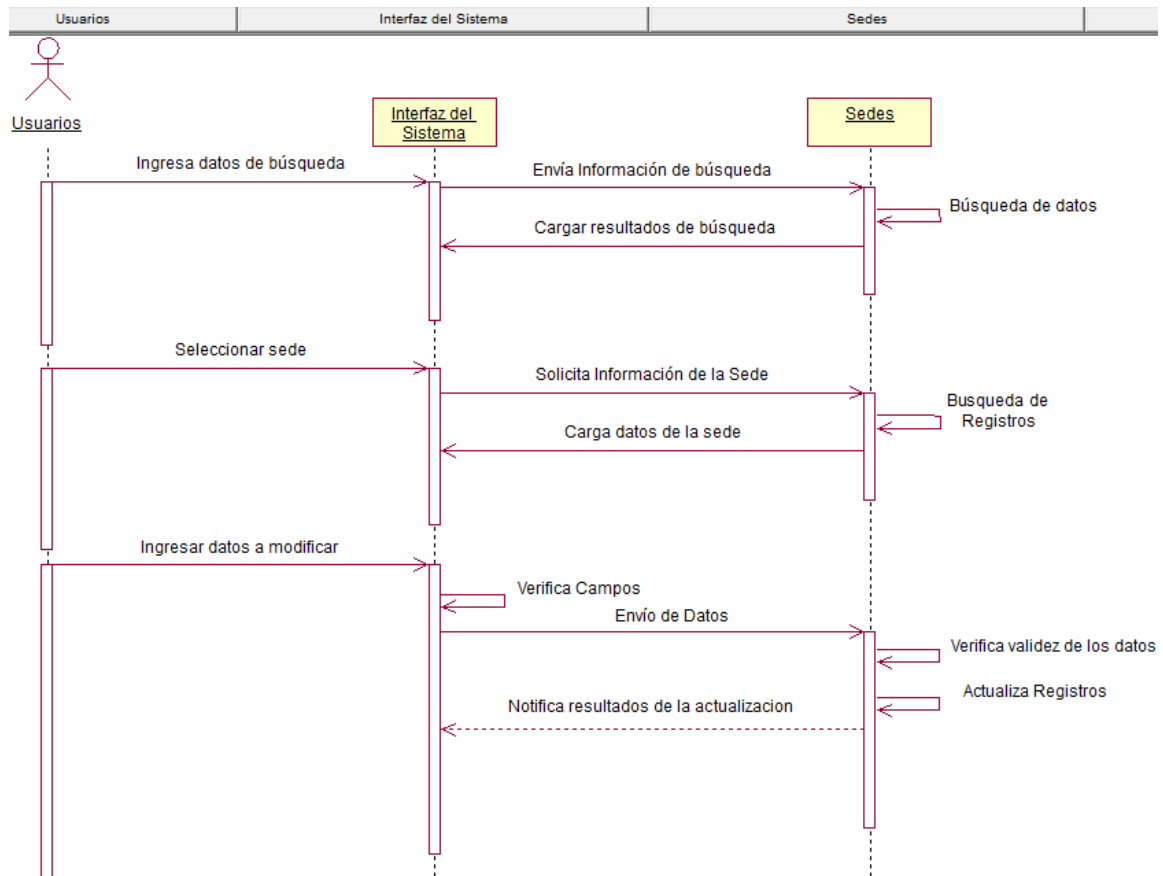 Usuarios
Interfaz del Sistema
Sedes
Usuarios
Interfaz del
Sistema
Sedes
Ingresa datos de búsqueda
Envía Información de búsqueda
Búsqueda de datos
Cargar resultados de búsqueda
Seleccionar sede
Solicita Información de la Sede
Busqueda de
Registros
Carga datos de la sede
Ingresar datos a modificar
Verifica Campos
Envío de Datos
Verifica validez de los datos
Actualiza Registros
Notifica resultados de la actualizacion